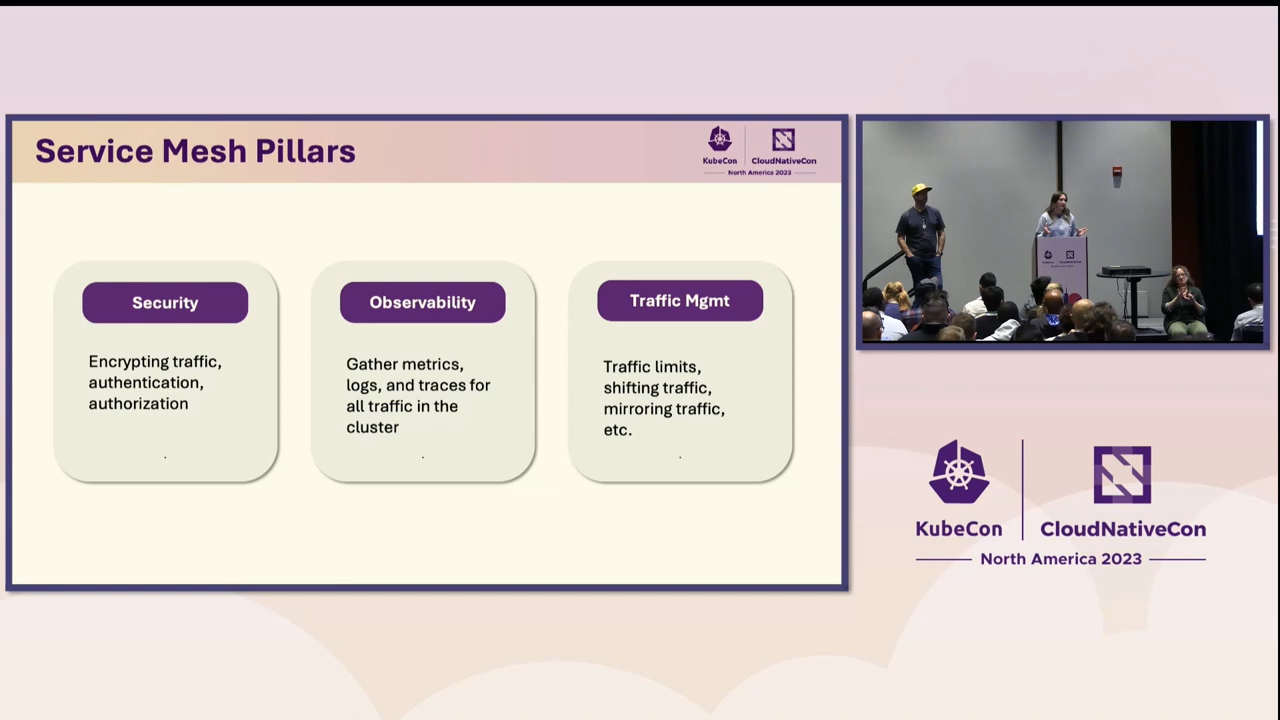 Service Mesh Pillars
KubeCon
CloudNativeCon
North America 2023
Security
Encrypting traffic,
authentication,
authorization
.
Observability
Gather metrics,
logs, and traces for
all traffic in the
cluster
.
Traffic Mgmt
Traffic limits,
shifting traffic,
mirroring traffic,
etc.
.
KubeCon
CloudNativeCon
North America 2023